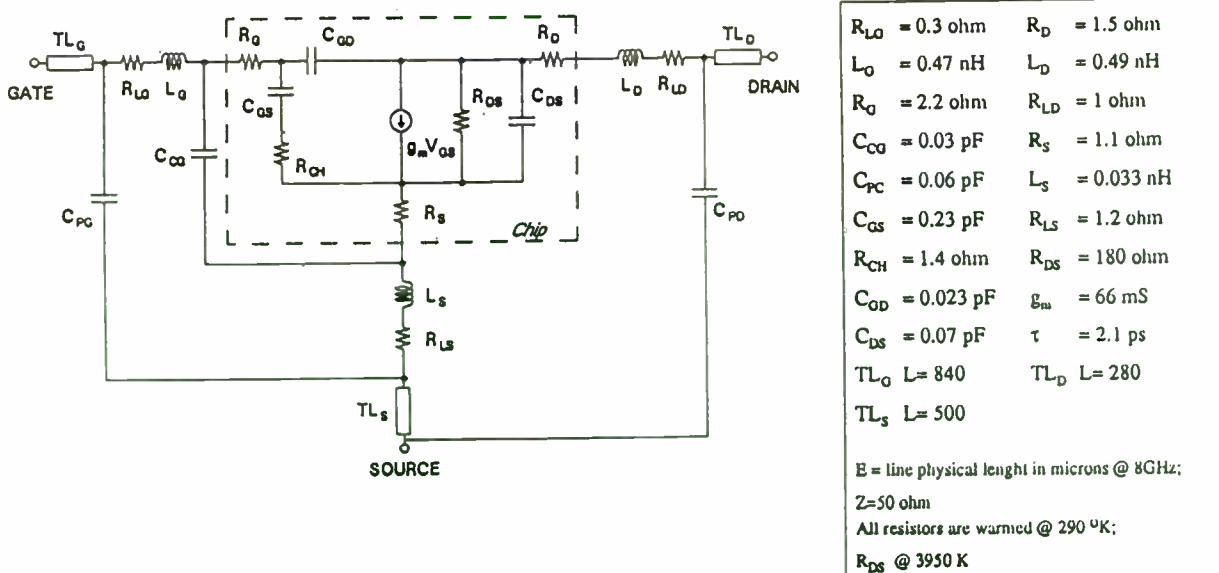 TL_G
R_LG
L_G
GATE
C_PG
C_CG
R_G
C_GD
C_GS
R_CH
g_mV_GS
R_DS
C_DS
R_D
R_S
Chip
L_S
R_LS
TL_S
SOURCE
L_D
R_LD
TL_D
DRAIN
C_PD
R_LG = 0.3 ohm R_D = 1.5 ohm
L_G = 0.47 nH L_D = 0.49 nH
R_G = 2.2 ohm R_LD = 1 ohm
C_CG = 0.03 pF R_S = 1.1 ohm
C_PC = 0.06 pF L_S = 0.033 nH
C_GS = 0.23 pF R_LS = 1.2 ohm
R_CH = 1.4 ohm R_DS = 180 ohm
C_GD = 0.023 pF g_m = 66 mS
C_DS = 0.07 pF τ = 2.1 ps
TL_G L= 840 TL_D L= 280
TL_S L= 500
E = line physical lenght in microns @ 8GHz;
Z=50 ohm
All resistors are warmed @ 290 °K;
R_DS @ 3950 K